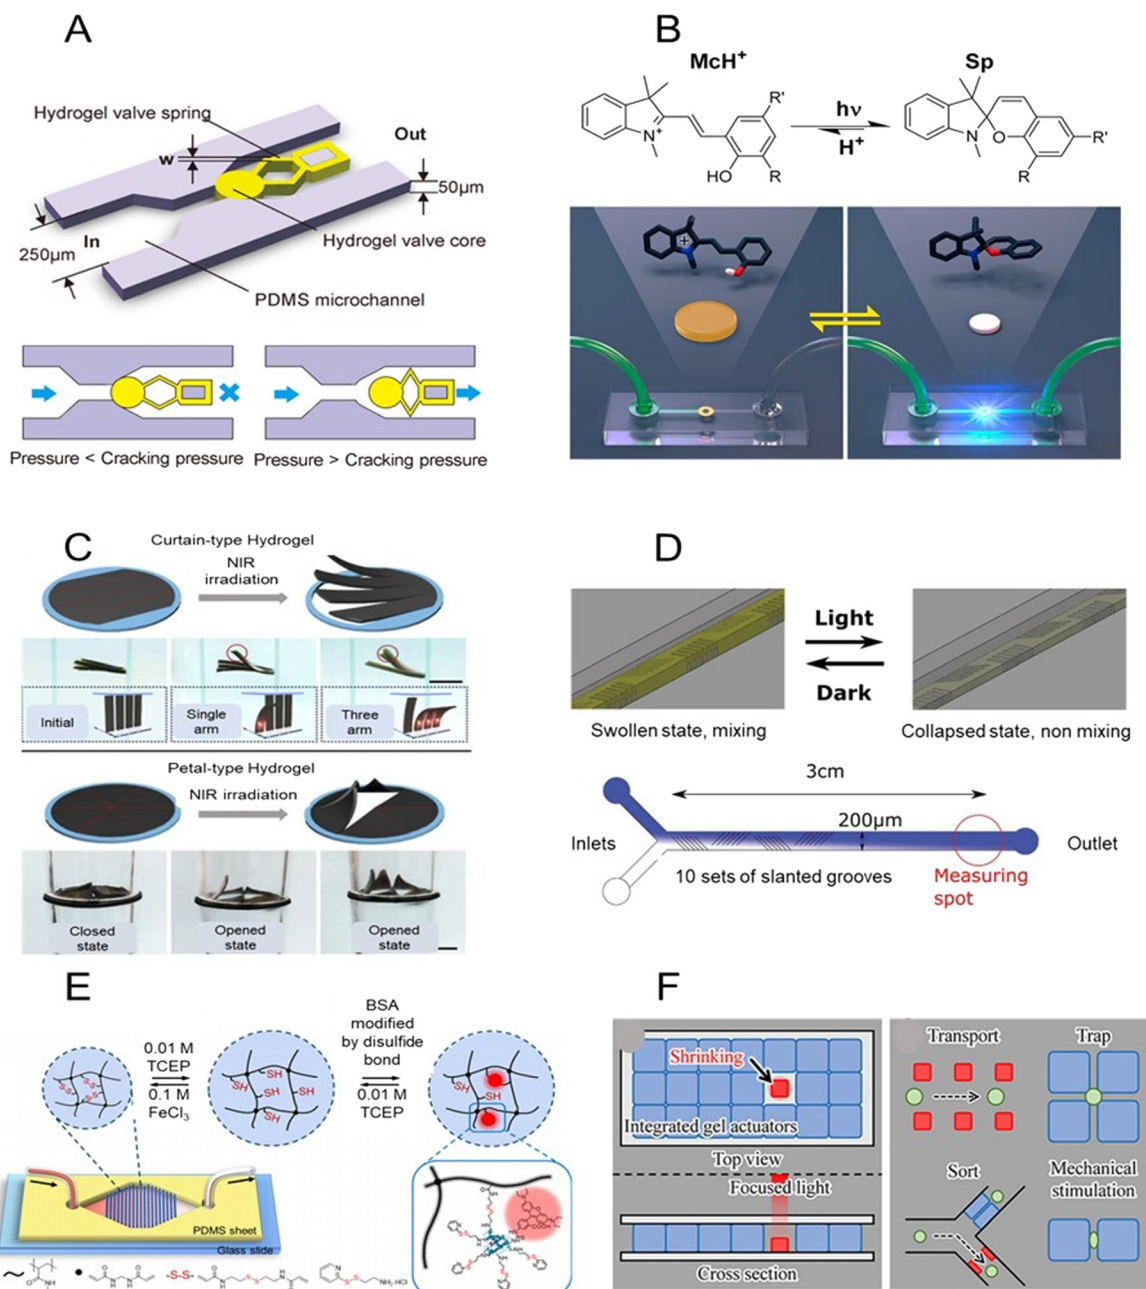 A
Hydrogel valve spring
Out
w
50μm
In
250μm
Hydrogel valve core
PDMS microchannel
Pressure < Cracking pressure
Pressure > Cracking pressure
B
McH+
Sp
R'
hν
H+
N+
HO
R
N
O
R'
R
+
C
Curtain-type Hydrogel
NIR
irradiation
Initial
Single
arm
Three
arm
Petal-type Hydrogel
NIR irradiation
Closed
state
Opened
state
Opened
state
D
Light
Dark
Swollen state, mixing
Collapsed state, non mixing
3cm
200μm
Inlets
Outlet
10 sets of slanted grooves
Measuring
spot
E
0.01 M
TCEP
0.1 M
FeCl3
BSA
modified
by disulfide
bond
0.01 M
TCEP
S-S
S-S
S-S
SH
SH
SH
SH
SH
SH
SH
PDMS sheet
Glass slide
-S-S-
NH2·HCl
F
Shrinking
Integrated gel actuators
Top view
Focused light
Cross section
Transport
Trap
Sort
Mechanical
stimulation